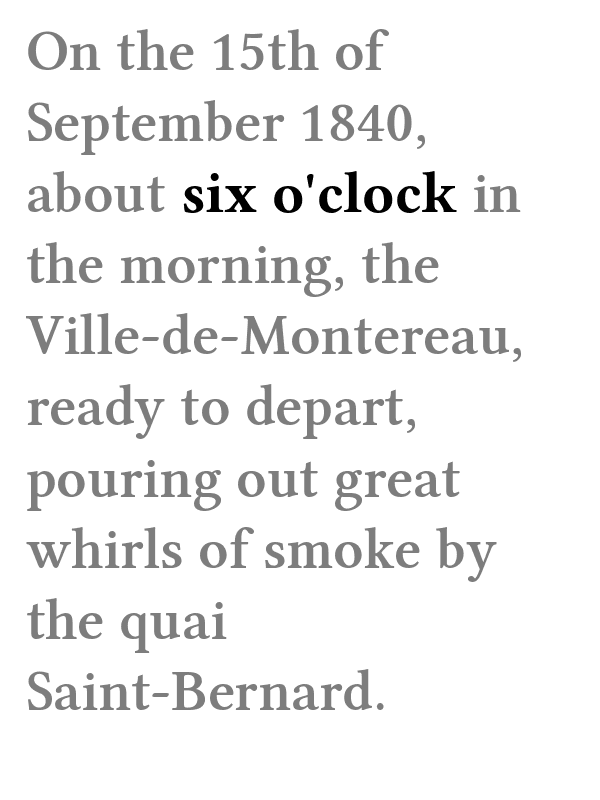 On the 15th of
September 1840,
about six o'clock in
the morning, the
Ville-de-Montereau,
ready to depart,
pouring out great
whirls of smoke by
the quai
Saint-Bernard.